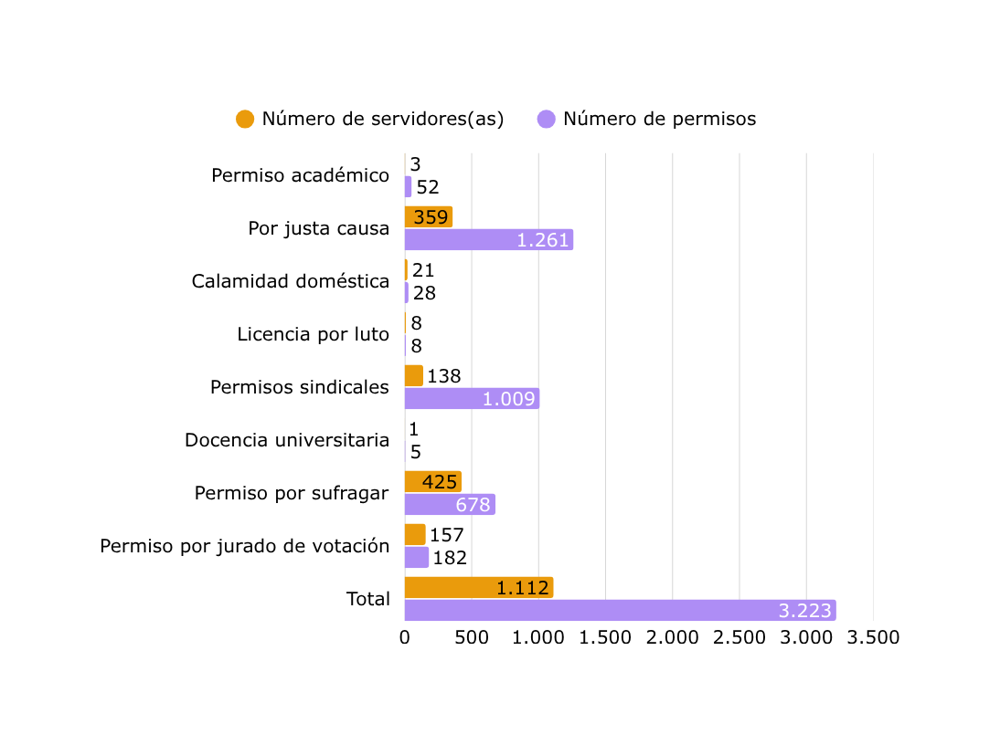 Número de servidores(as) Número de permisos
Permiso académico 3
52
Por justa causa 359
1.261
Calamidad doméstica 21
28
Licencia por luto 8
8
Permisos sindicales 138
1.009
Docencia universitaria 1
5
Permiso por sufragar 425
678
Permiso por jurado de votación 157
182
Total 1.112
3.223
0 500 1.000 1.500 2.000 2.500 3.000 3.500